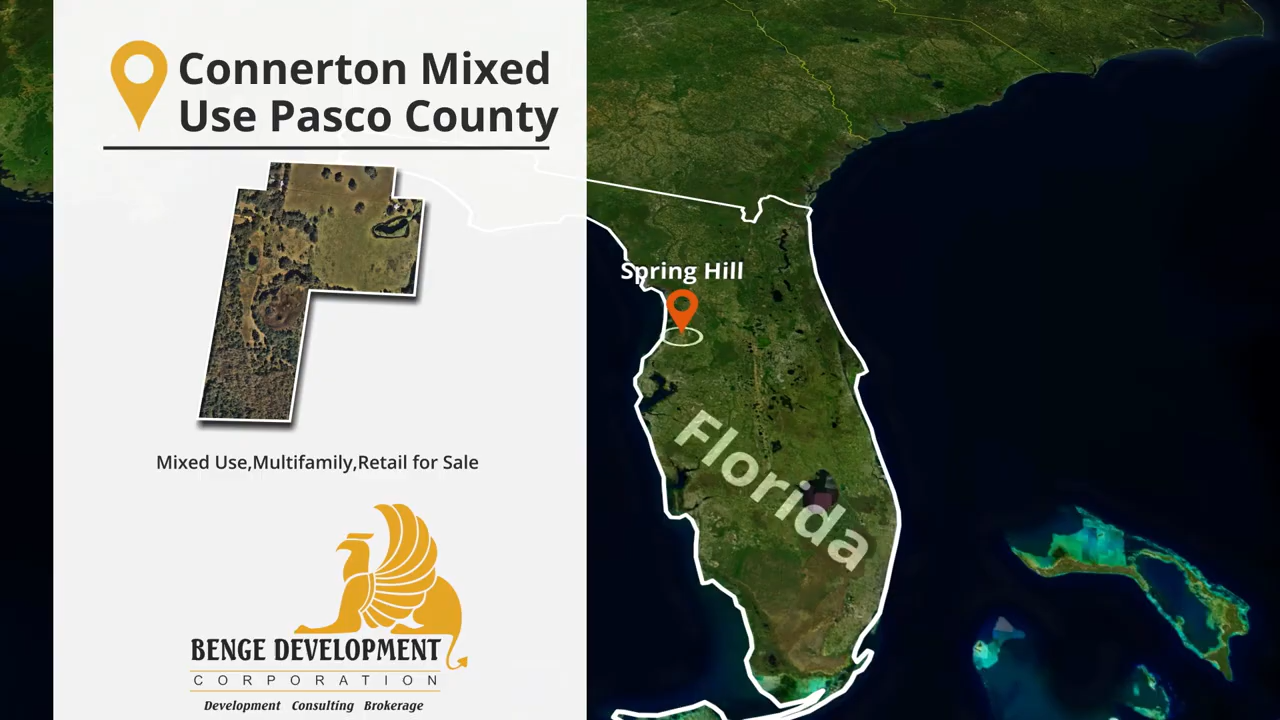 Connerton Mixed
Use Pasco County
Mixed Use,Multifamily,Retail for Sale
BENGE DEVELOPMENT
CORPORATION
Development Consulting Brokerage
Spring Hill
Florida